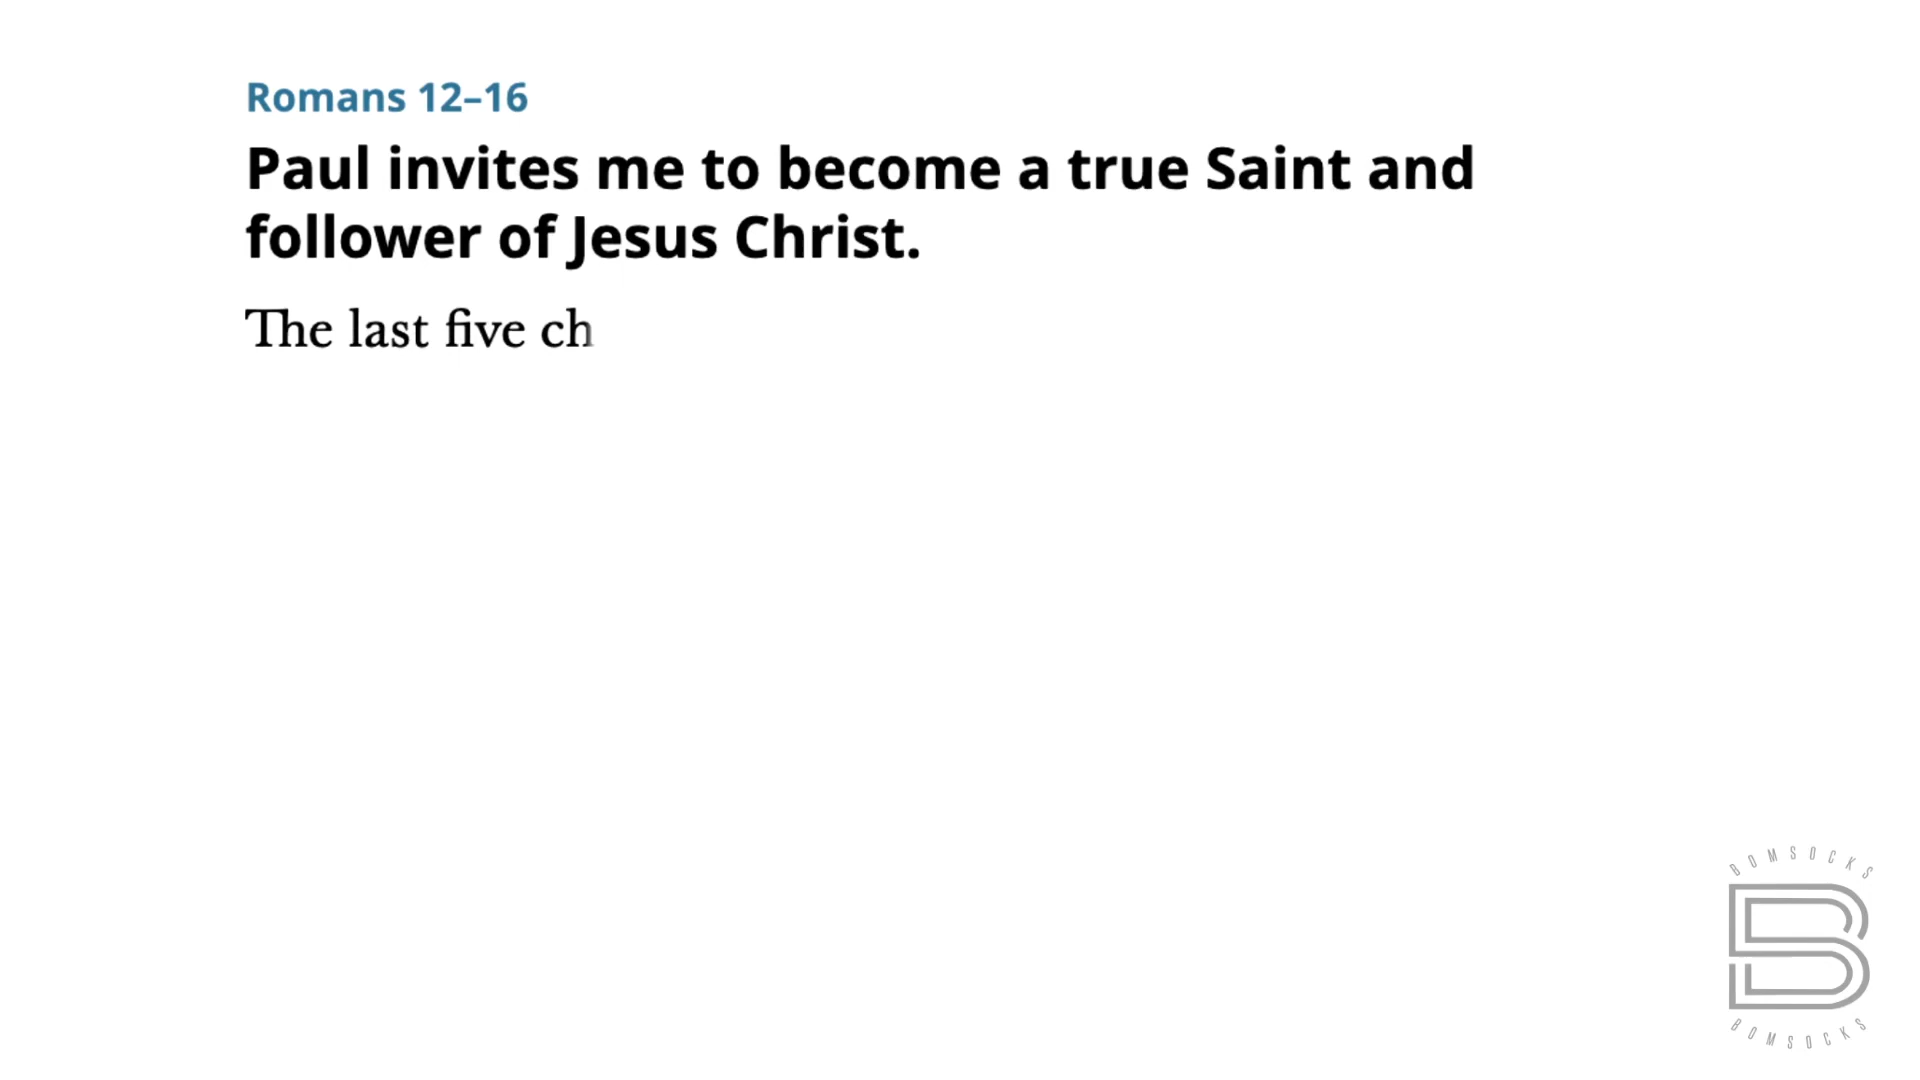 Romans 12–16
Paul invites me to become a true Saint and
follower of Jesus Christ.
The last five ch
BOMSOCKS
BOMSOCKS